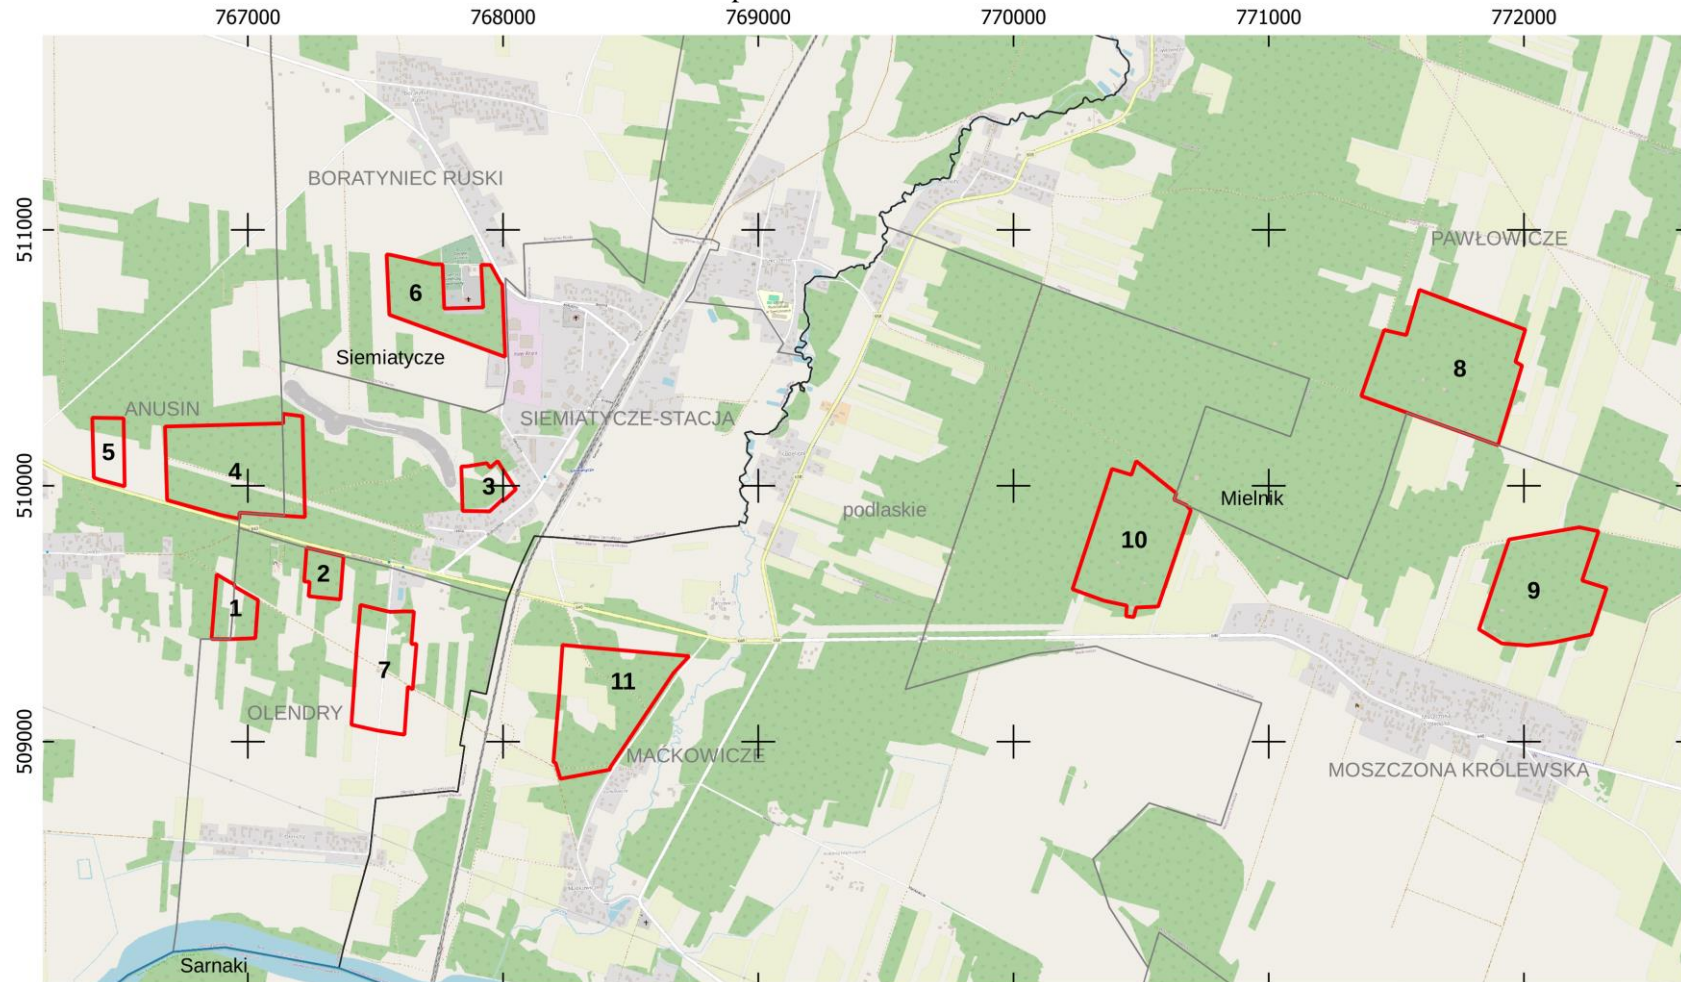 767000 768000 769000 770000 771000 772000
511000
510000
509000
BORATYNIEC RUSKI
PAWŁOWICZE
6
Siemiatycze
8
ANUSIN
SIEMIATYCZE-STACJA
5
4
3
Mielnik
podlaskie
10
2
1
9
7
11
OLENDRY
MAĆKOWICZE
MOSZCZONA KRÓLEWSKA
Sarnaki